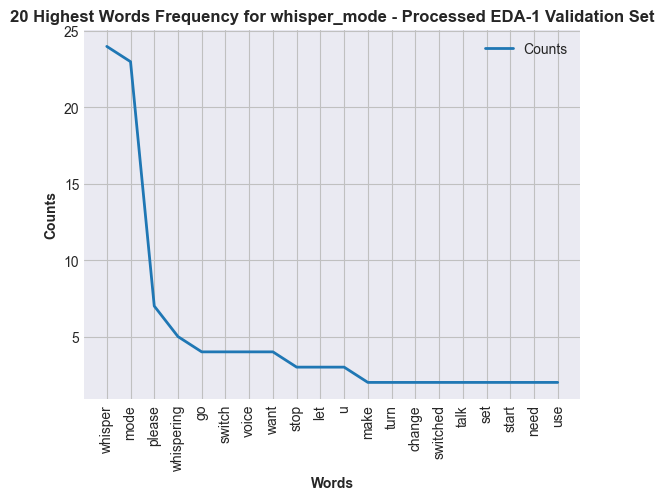 20 Highest Words Frequency for whisper_mode - Processed EDA-1 Validation Set
Counts
25
20
15
10
5
Counts
whisper
mode
please
whispering
go
switch
voice
want
stop
let
u
make
turn
change
switched
talk
set
start
need
use
Words